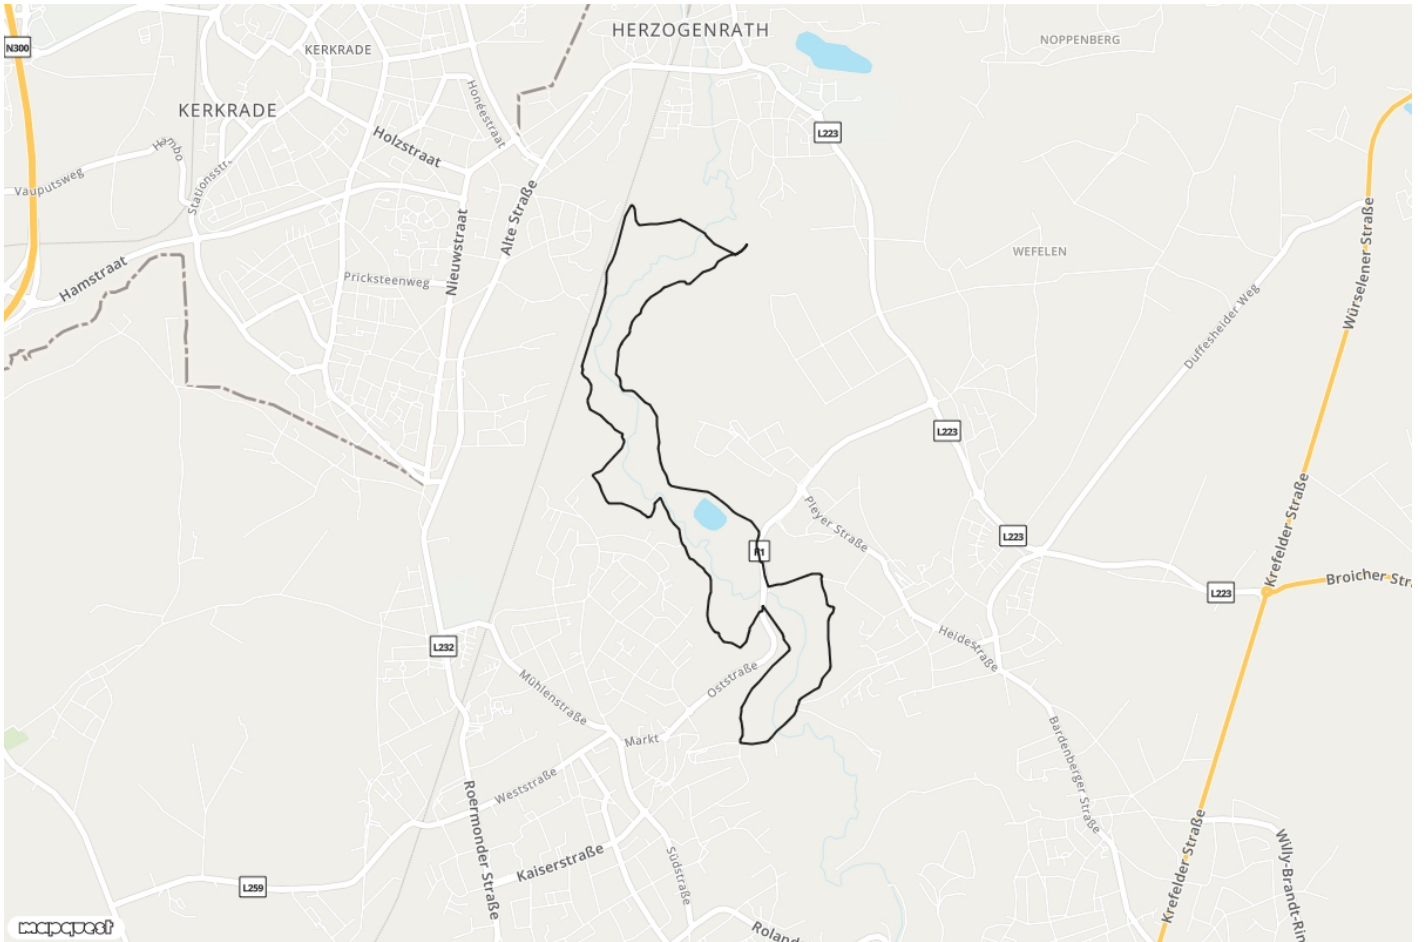 HERZOGENRATH
NOPPENBERG
N300
KERKRADE
KERKRADE
Honéestraat
L223
Holzstraat
Hambo
Vauputsweg
Stationsstr.
Alte Straße
Nieuwstraat
Würselener Straße
WEFELEN
Hamstraat
Pricksteenweg
Duffesheider Weg
L223
Krefelder Straße
Pleyer Straße
L223
Broicher Str
L223
Heidestraße
L232
Oststraße
Mühlenstraße
Markt
Bardenberger Straße
Weststraße
Roermonder Straße
Krefelder Straße
Willy-Brandt-Rin
Kaiserstraße
Südstraße
L259
Roland
mapquest